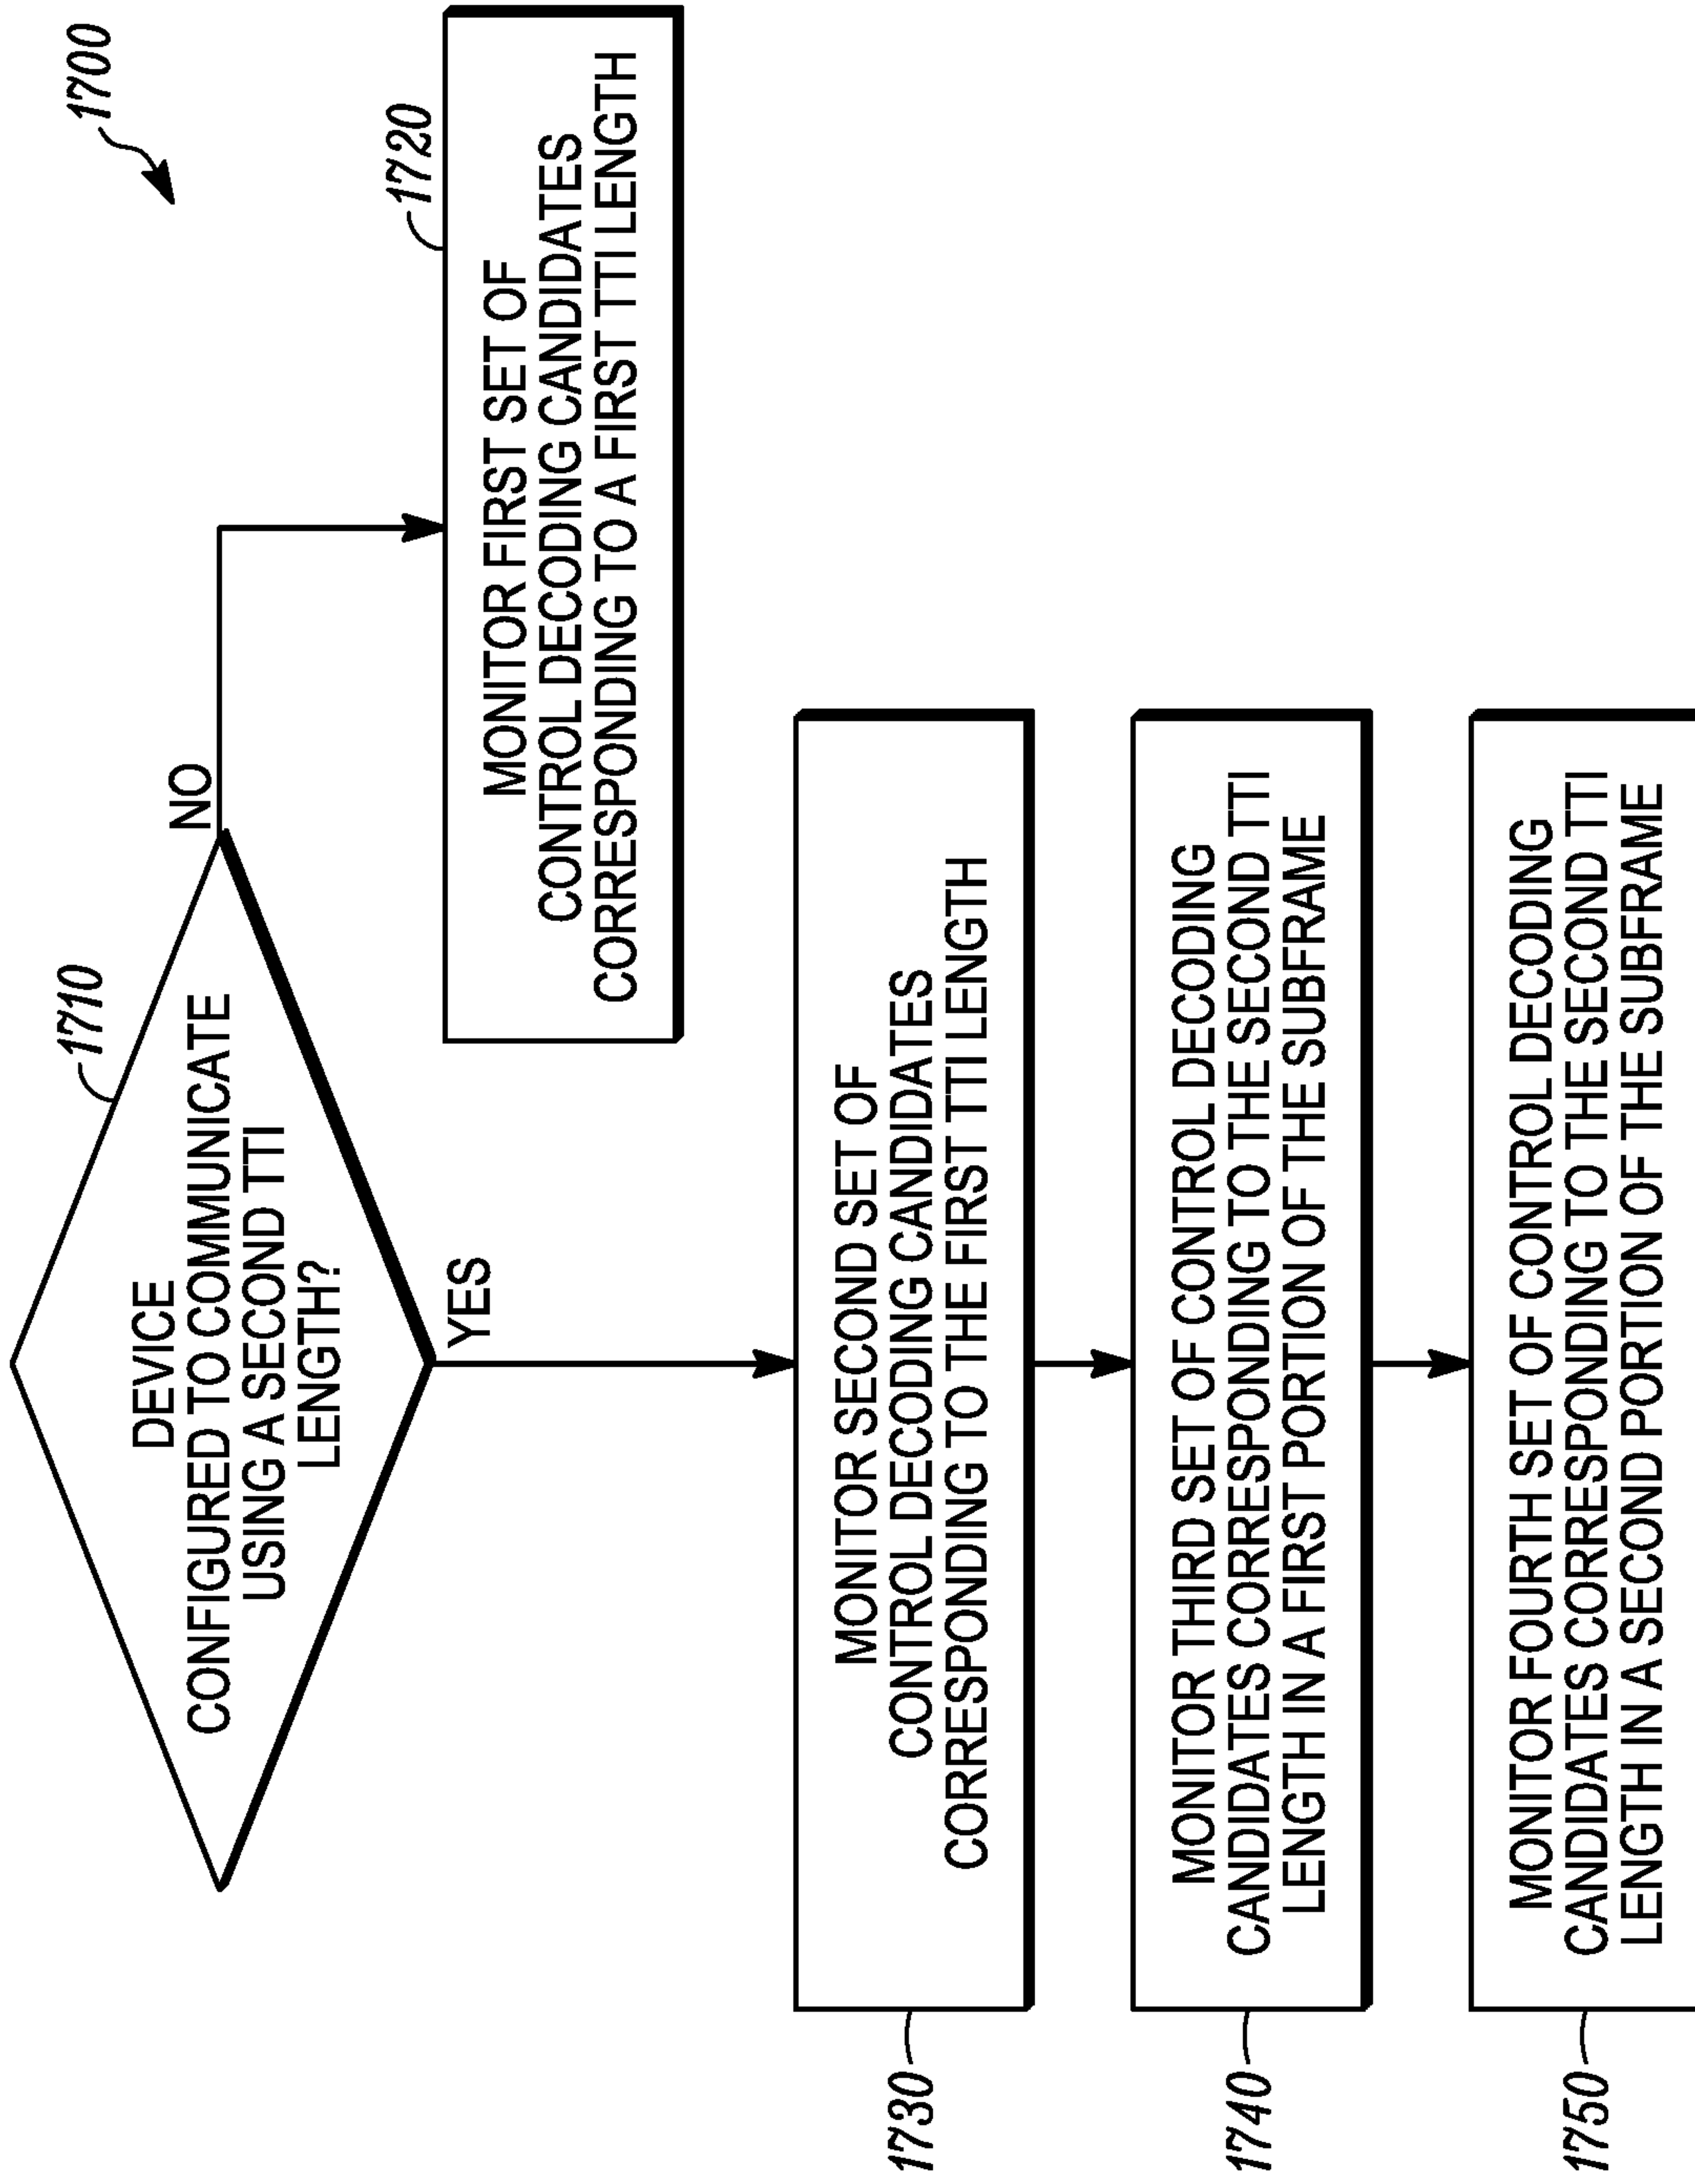 1700
1710
DEVICE
CONFIGURED TO COMMUNICATE
USING A SECOND TTI
LENGTH?
NO
YES
1720
MONITOR FIRST SET OF
CONTROL DECODING CANDIDATES
CORRESPONDING TO A FIRST TTI LENGTH
1730
MONITOR SECOND SET OF
CONTROL DECODING CANDIDATES
CORRESPONDING TO THE FIRST TTI LENGTH
1740
MONITOR THIRD SET OF CONTROL DECODING
CANDIDATES CORRESPONDING TO THE SECOND TTI
LENGTH IN A FIRST PORTION OF THE SUBFRAME
1750
MONITOR FOURTH SET OF CONTROL DECODING
CANDIDATES CORRESPONDING TO THE SECOND TTI
LENGTH IN A SECOND PORTION OF THE SUBFRAME